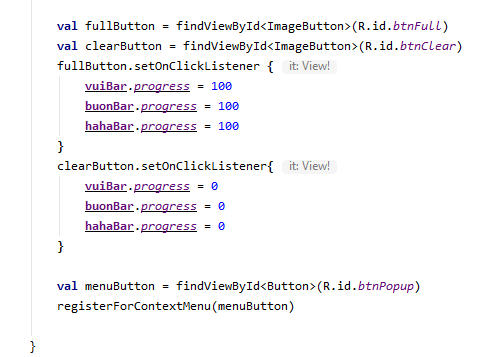 val fullButton = findViewById<ImageButton>(R.id.btnFull)
val clearButton = findViewById<ImageButton>(R.id.btnClear)
fullButton.setOnClickListener { it: View!
vuiBar.progress = 100
buonBar.progress = 100
hahaBar.progress = 100
}
clearButton.setOnClickListener{ it: View!
vuiBar.progress = 0
buonBar.progress = 0
hahaBar.progress = 0
}
val menuButton = findViewById<Button>(R.id.btnPopup)
registerForContextMenu(menuButton)
}